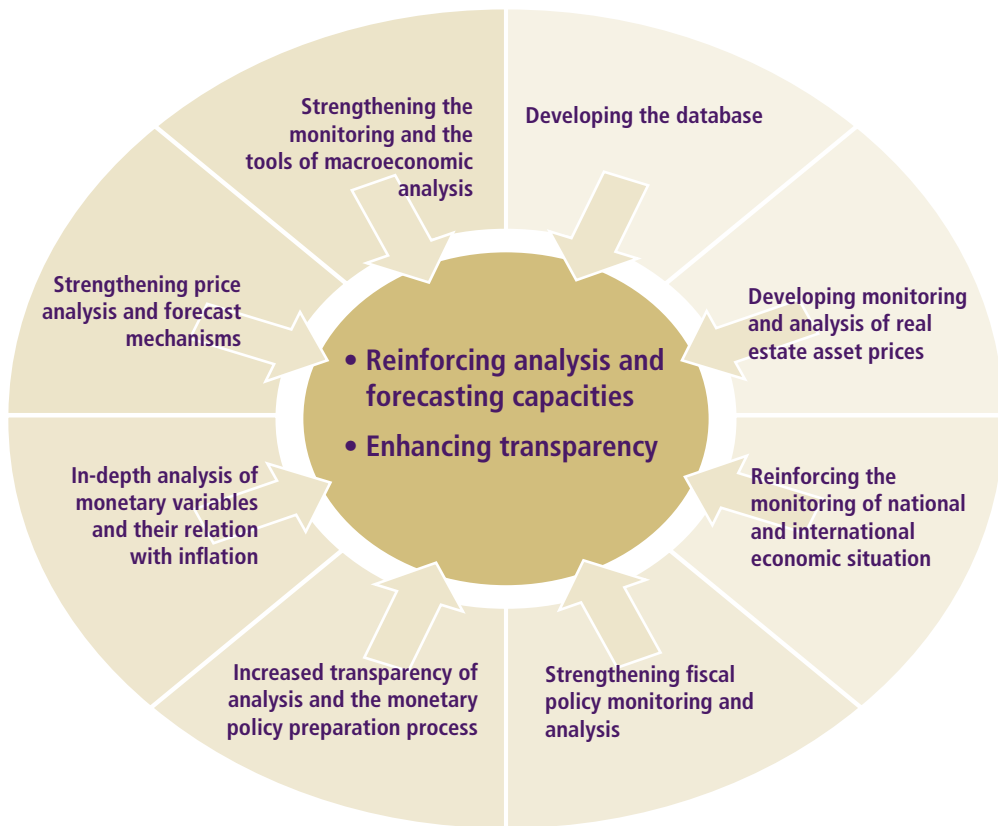 Strengthening the
monitoring and the
tools of macroeconomic
analysis
Developing the database
Strengthening price
analysis and forecast
mechanisms
Developing monitoring
and analysis of real
estate asset prices
• Reinforcing analysis and
forecasting capacities
• Enhancing transparency
In-depth analysis of
monetary variables
and their relation
with inflation
Reinforcing the
monitoring of national
and international
economic situation
Increased transparency of
analysis and the monetary
policy preparation process
Strengthening fiscal
policy monitoring and
analysis